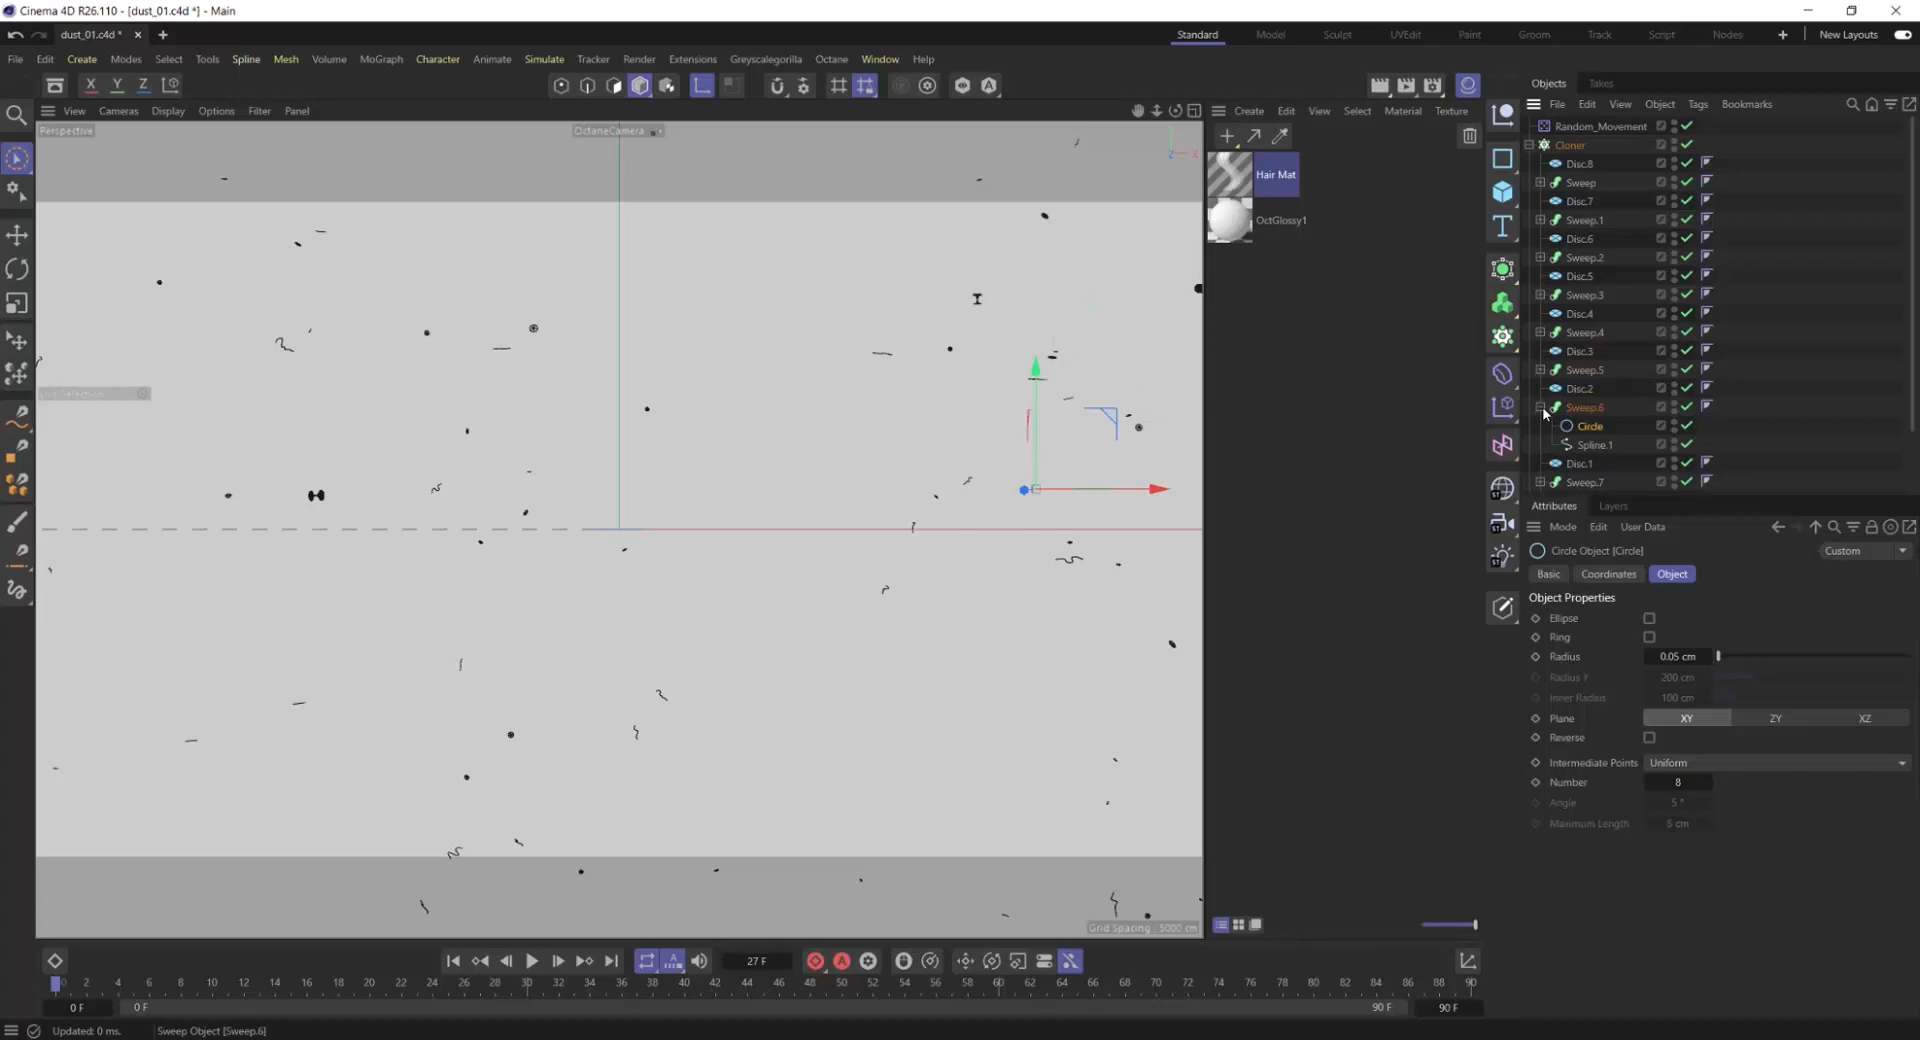 Cinema 4D R26.110 - [dust_01.c4d *] - Main
dust_01.c4d *
Standard Model Sculpt UVEdit Paint Groom Track Script Nodes New Layouts
File Edit Create Modes Select Tools Spline Mesh Volume MoGraph Character Animate Simulate Tracker Render Extensions Greyscalegorilla Octane Window Help
X Y Z
Objects Takes
View Cameras Display Options Filter Panel
Create Edit View Select Material Texture
File Edit View Object Tags Bookmarks
Perspective
OctaneCamera
Random_Movement
Cloner
Disc.8
Hair Mat
Sweep
Disc.7
OctGlossy1
Sweep.1
Disc.6
Sweep.2
Disc.5
Sweep.3
Disc.4
Sweep.4
Disc.3
Sweep.5
Disc.2
Live Selection
Sweep.6
Circle
Spline.1
Disc.1
Sweep.7
Attributes Layers
Mode Edit User Data
Circle Object [Circle]
Custom
Basic Coordinates Object
Object Properties
Ellipse
Ring
Radius 0.05 cm
Radius Y 200 cm
Inner Radius 100 cm
Plane XY ZY XZ
Reverse
Intermediate Points Uniform
Number 8
Angle 5 °
Maximum Length 5 cm
Grid Spacing : 5000 cm
27 F
0 2 4 6 8 10 12 14 16 18 20 22 24 26 28 30 32 34 36 38 40 42 44 46 48 50 52 54 56 58 60 62 64 66 68 70 72 74 76 78 80 82 84 86 88 90
0 F 0 F 90 F 90 F
Updated: 0 ms. Sweep Object [Sweep.6]